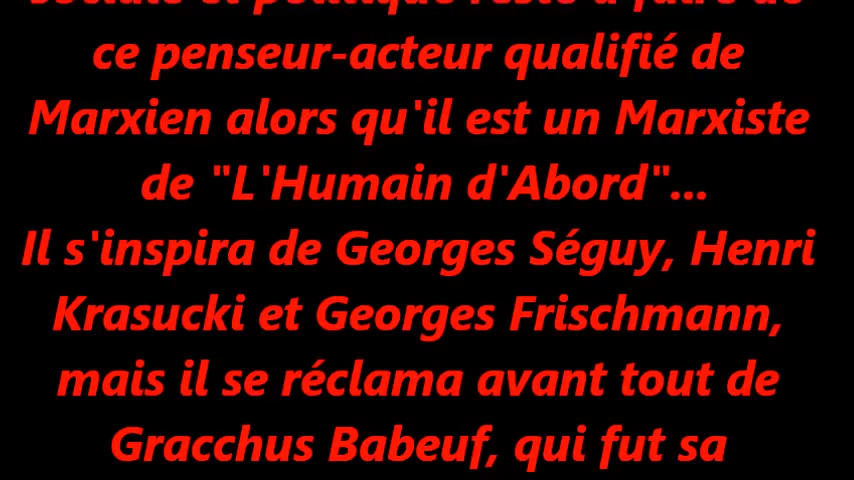 ce penseur-acteur qualifié de
Marxien alors qu'il est un Marxiste
de "L'Humain d'Abord"...
Il s'inspira de Georges Séguy, Henri
Krasucki et Georges Frischmann,
mais il se réclama avant tout de
Gracchus Babeuf, qui fut sa